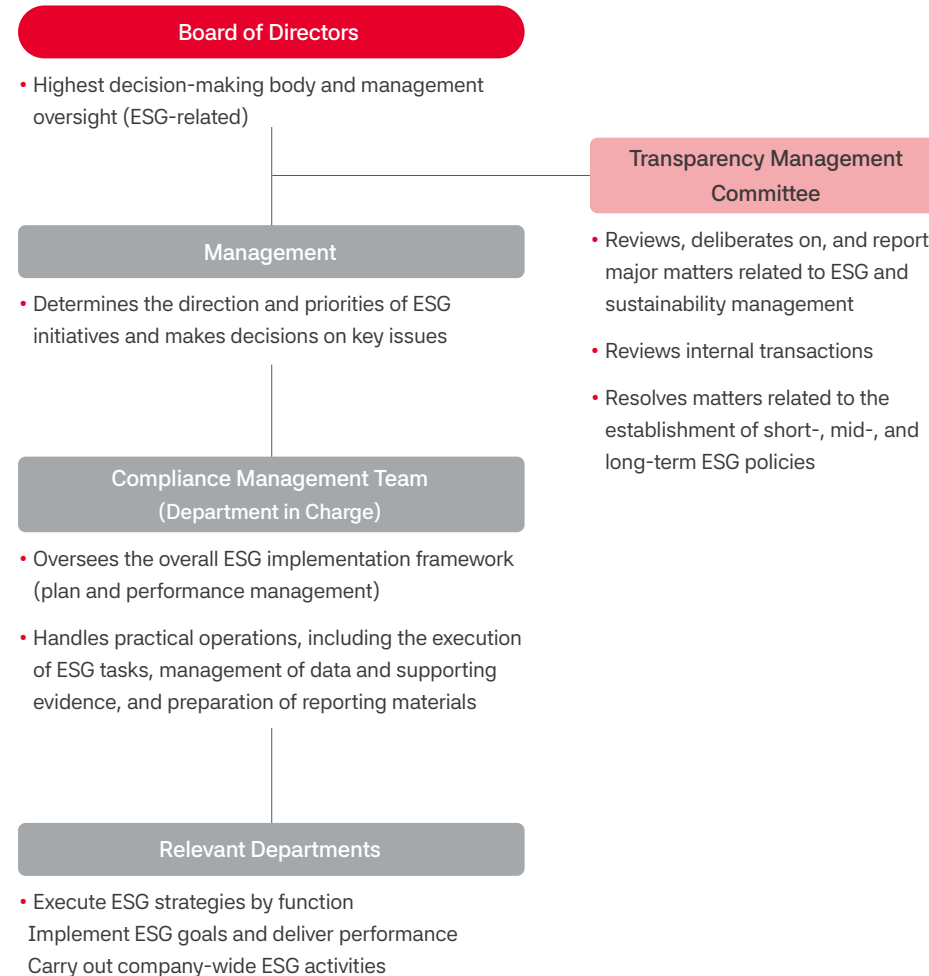 Board of Directors
• Highest decision-making body and management
oversight (ESG-related)
Transparency Management
Committee
• Reviews, deliberates on, and report
major matters related to ESG and
sustainability management
• Reviews internal transactions
• Resolves matters related to the
establishment of short-, mid-, and
long-term ESG policies
Management
• Determines the direction and priorities of ESG
initiatives and makes decisions on key issues
Compliance Management Team
(Department in Charge)
• Oversees the overall ESG implementation framework
(plan and performance management)
• Handles practical operations, including the execution
of ESG tasks, management of data and supporting
evidence, and preparation of reporting materials
Relevant Departments
• Execute ESG strategies by function
Implement ESG goals and deliver performance
Carry out company-wide ESG activities